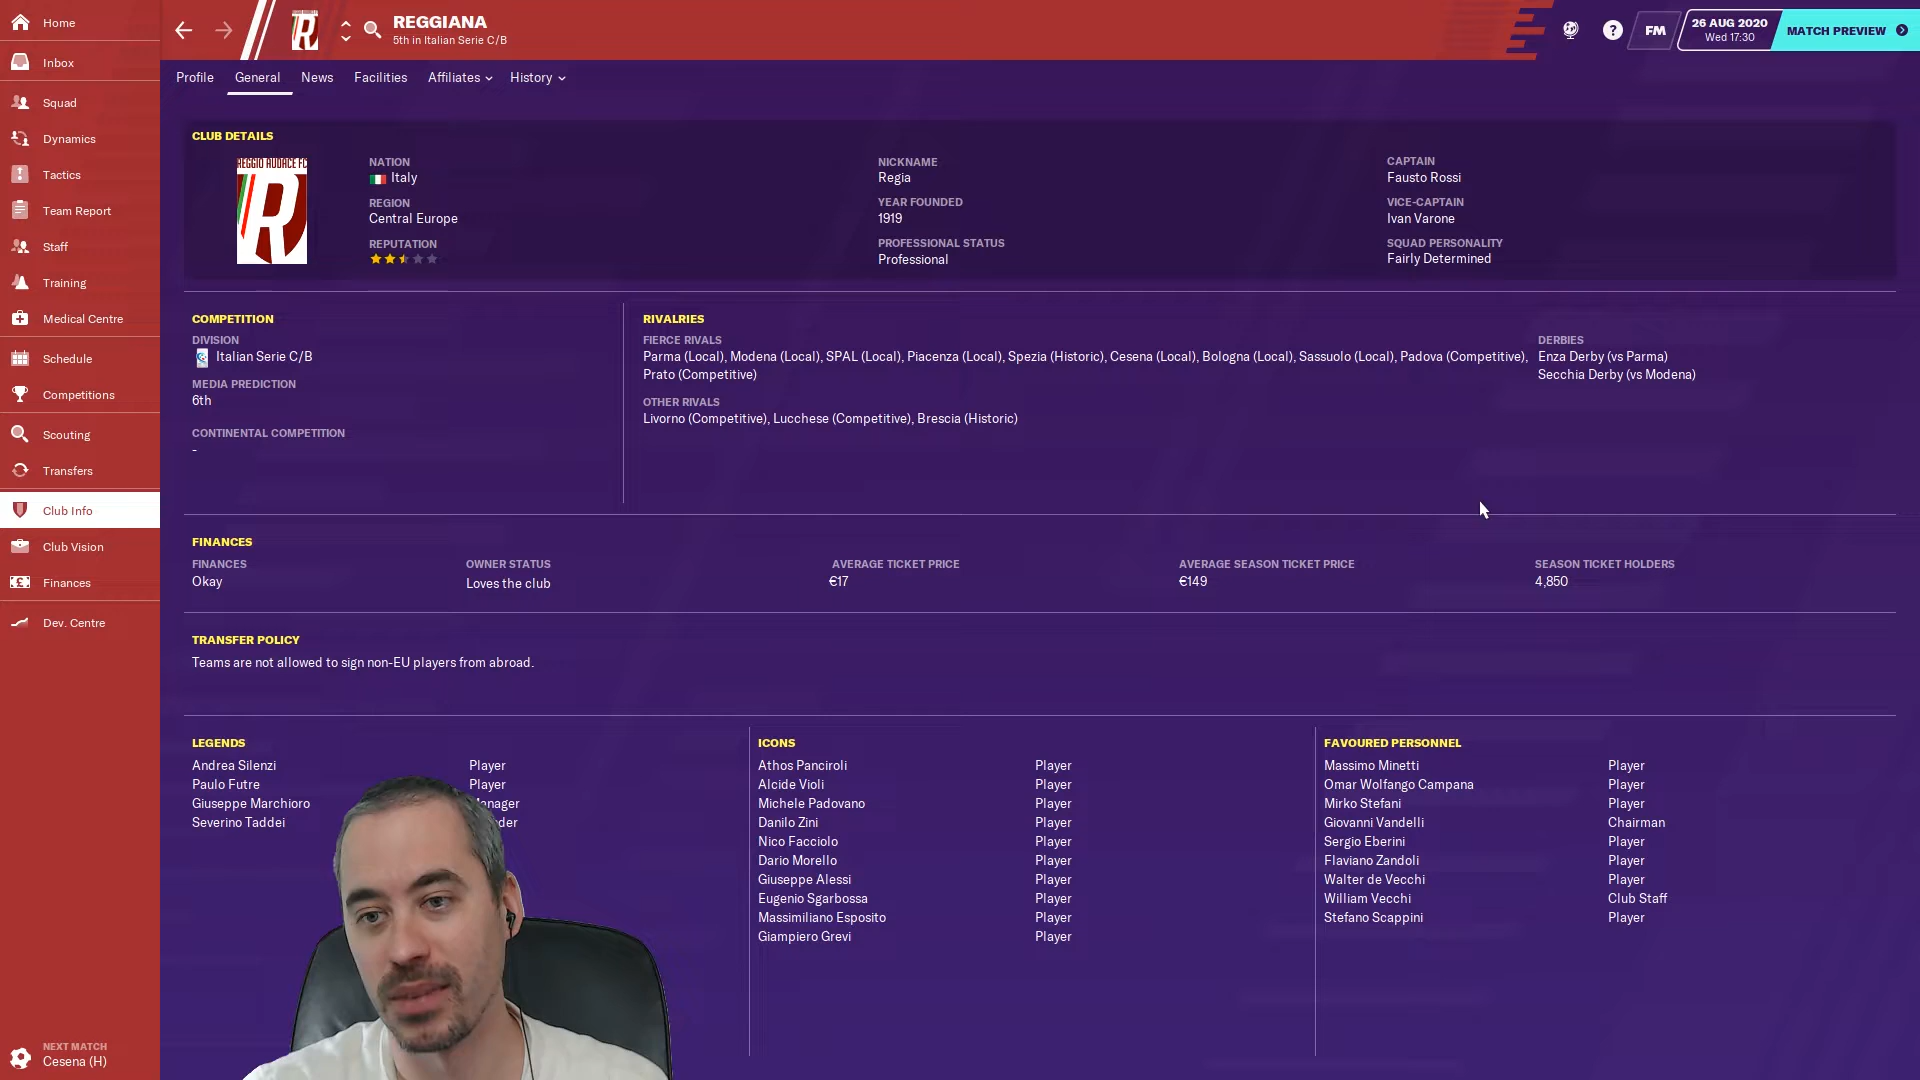 Home
REGGIANA
5th in Italian Serie C/B
FM
26 AUG 2020
Wed 17:30
MATCH PREVIEW
Inbox
Squad
Dynamics
Tactics
Team Report
Staff
Training
Medical Centre
Schedule
Competitions
Scouting
Transfers
Club Info
Club Vision
Finances
Dev. Centre
NEXT MATCH
Cesena (H)
Profile General News Facilities Affiliates History
CLUB DETAILS
REGGIO AUDACE FC
R
NATION
Italy
REGION
Central Europe
REPUTATION
NICKNAME
Regia
YEAR FOUNDED
1919
PROFESSIONAL STATUS
Professional
CAPTAIN
Fausto Rossi
VICE-CAPTAIN
Ivan Varone
SQUAD PERSONALITY
Fairly Determined
COMPETITION
DIVISION
Italian Serie C/B
MEDIA PREDICTION
6th
CONTINENTAL COMPETITION
-
RIVALRIES
FIERCE RIVALS
Parma (Local), Modena (Local), SPAL (Local), Piacenza (Local), Spezia (Historic), Cesena (Local), Bologna (Local), Sassuolo (Local), Padova (Competitive),
Prato (Competitive)
OTHER RIVALS
Livorno (Competitive), Lucchese (Competitive), Brescia (Historic)
DERBIES
Enza Derby (vs Parma)
Secchia Derby (vs Modena)
FINANCES
FINANCES
Okay
OWNER STATUS
Loves the club
AVERAGE TICKET PRICE
€17
AVERAGE SEASON TICKET PRICE
€149
SEASON TICKET HOLDERS
4,850
TRANSFER POLICY
Teams are not allowed to sign non-EU players from abroad.
LEGENDS
Andrea Silenzi Player
Paulo Futre Player
Giuseppe Marchioro
Severino Taddei
ICONS
Athos Panciroli Player
Alcide Violi Player
Michele Padovano Player
Danilo Zini Player
Nico Facciolo Player
Dario Morello Player
Giuseppe Alessi Player
Eugenio Sgarbossa Player
Massimiliano Esposito Player
Giampiero Grevi Player
FAVOURED PERSONNEL
Massimo Minetti Player
Omar Wolfango Campana Player
Mirko Stefani Player
Giovanni Vandelli Chairman
Sergio Eberini Player
Flaviano Zandoli Player
Walter de Vecchi Player
William Vecchi Club Staff
Stefano Scappini Player